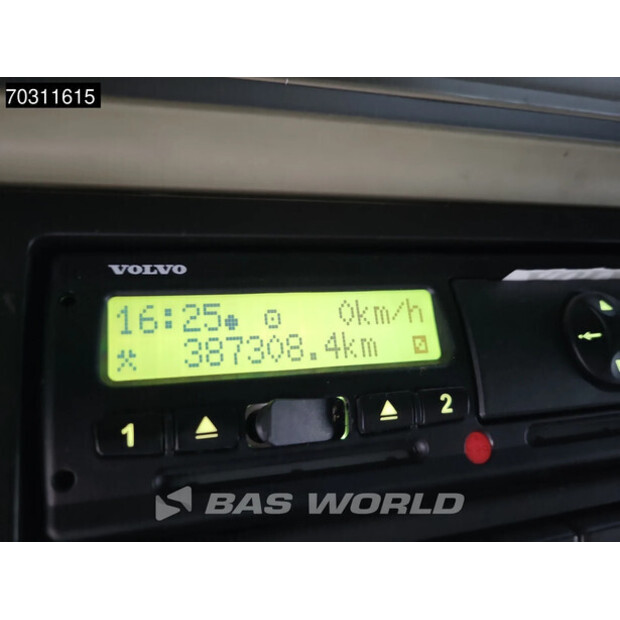 70311615
VOLVO
16:25 0km/h
387308.4km
1 2
BAS WORLD